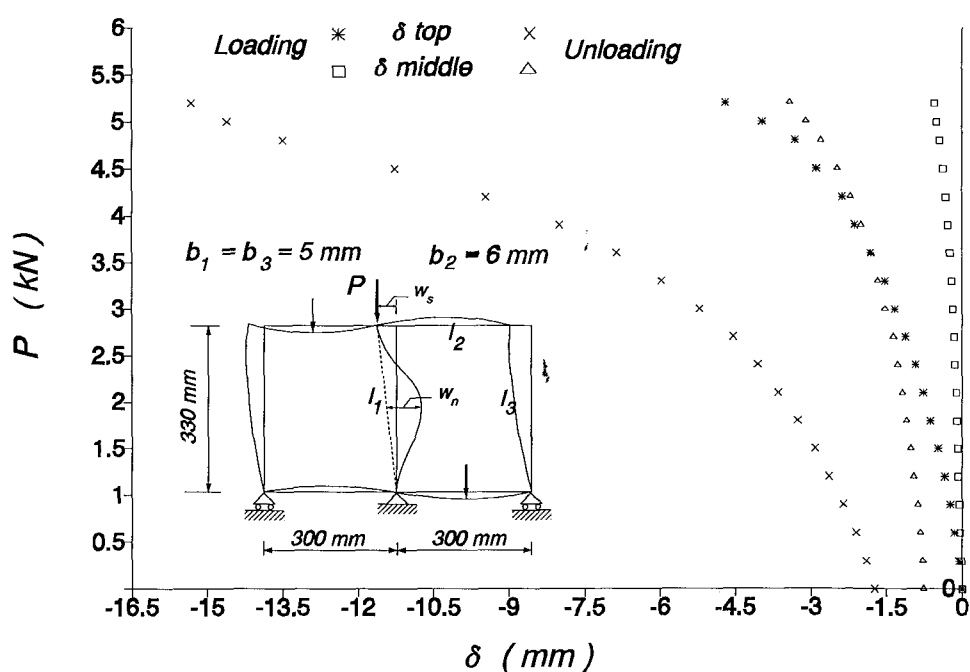 Loading * δ top × Unloading
□ δ middle △
P (kN)
6
5.5
5
4.5
4
3.5
3
2.5
2
1.5
1
0.5
0
b₁ = b₃ = 5 mm
b₂ = 6 mm
P
wₛ
l₂
l₁
wₙ
l₃
330 mm
300 mm
300 mm
-16.5 -15 -13.5 -12 -10.5 -9 -7.5 -6 -4.5 -3 -1.5 0
δ (mm)